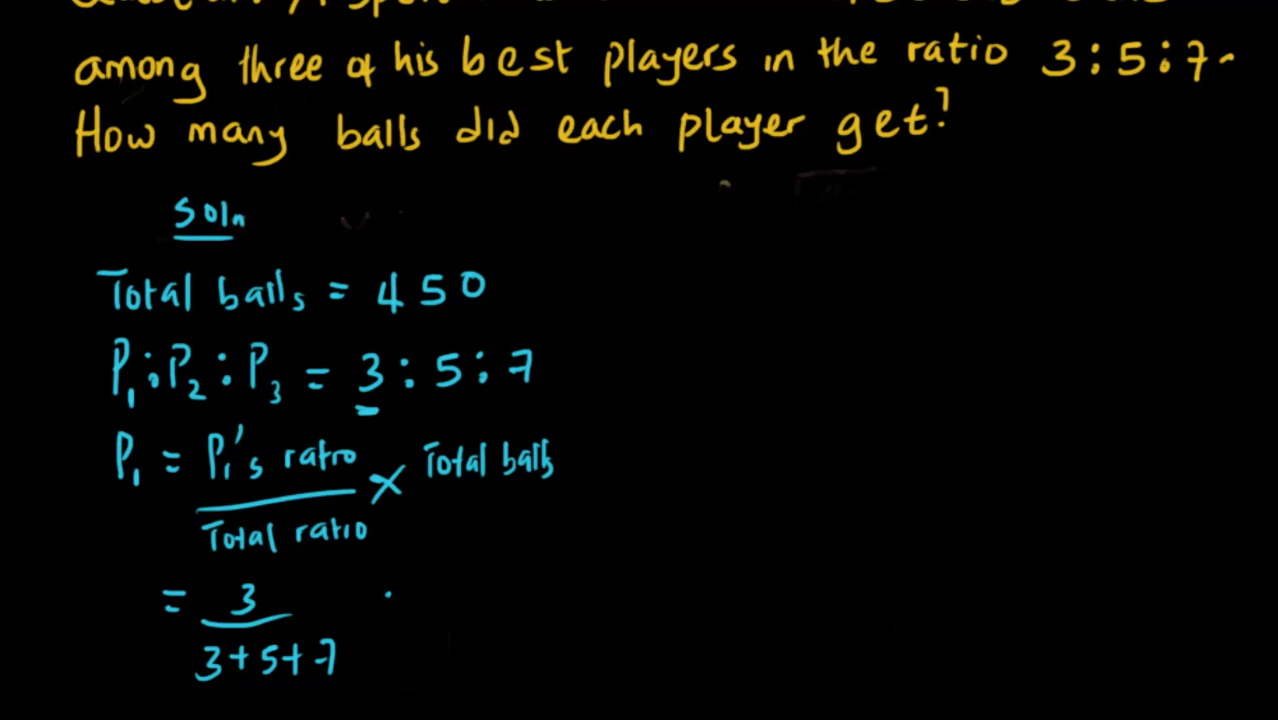 among three of his best players in the ratio 3:5:7.
How many balls did each player get?
Soln
Total balls = 450
P₁:P₂:P₃ = 3:5:7
P₁ = P₁'s ratio × Total balls
Total ratio
= 3
3+5+7